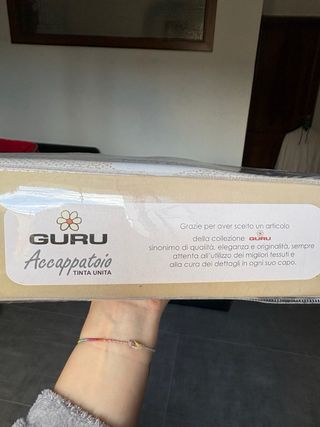 GURU
Accappatoio
TINTA UNITA
Grazie per aver scelto un articolo
della collezione GURU
sinonimo di qualità, eleganza e originalità, sempre
attenta all'utilizzo dei migliori tessuti e
alla cura dei dettagli in ogni suo capo.